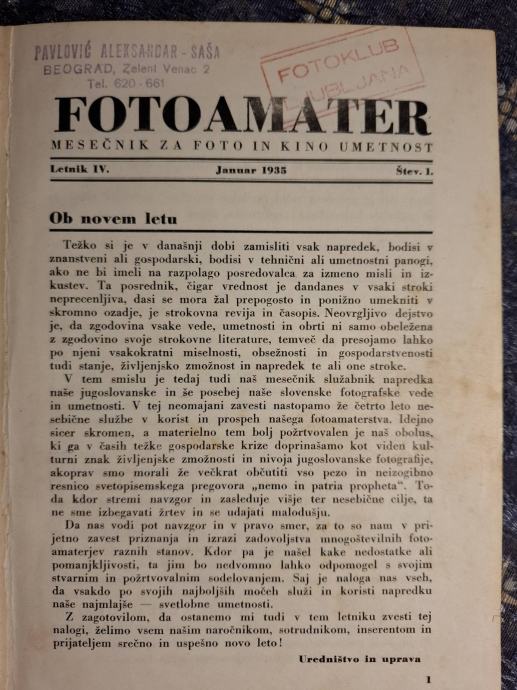 PAVLOVIĆ ALEKSANDAR - SAŠA
BEOGRAD, Zeleni Venac 2
Tel. 620-661
FOTOKLUB
LJUBLJANA
FOTOAMATER
MESEČNIK ZA FOTO IN KINO UMETNOST
Letnik IV. Januar 1935 Štev. 1.
Ob novem letu
Težko si je v današnji dobi zamisliti vsak napredek, bodisi v
znanstveni ali gospodarski, bodisi v tehnični ali umetnostni panogi,
ako ne bi imeli na razpolago posredovalca za izmeno misli in iz-
kustev. Ta posrednik, čigar vrednost je dandanes v vsaki stroki
neprecenljiva, dasi se mora žal prepogosto in ponižno umekniti v
skromno ozadje, je strokovna revija in časopis. Neovrgljivo dejstvo
je, da zgodovina vsake vede, umetnosti in obrti ni samo obeležena
z zgodovino svoje strokovne literature, temveč da presojamo lahko
po njeni vsakokratni miselnosti, obsežnosti in gospodarstvenosti
tudi stanje, življenjsko zmožnost in napredek te ali one stroke.
V tem smislu je tedaj tudi naš mesečnik služabnik napredka
naše jugoslovanske in še posebej naše slovenske fotografske vede
in umetnosti. V tej neomajani zavesti nastopamo že četrto leto ne-
sebične službe v korist in prospeh našega fotoamaterstva. Idejno
sicer skromen, a materielno tem bolj požrtvovalen je naš obolus,
ki ga v časih težke gospodarske krize doprinašamo kot viden kul-
turni znak življenjske zmožnosti in nivoja jugoslovanske fotografije,
akoprav smo morali že večkrat občutiti vso pezo in neizogibno
resnico svetopisemskega pregovora „nemo in patria propheta“. To-
da kdor stremi navzgor in zasleduje višje ter nesebične cilje, ta
ne sme izbegavati žrtev in se udajati malodušju.
Da nas vodi pot navzgor in v pravo smer, za to so nam v pri-
jetno zavest priznanja in izrazi zadovoljstva mnogoštevilnih foto-
amaterjev raznih stanov. Kdor pa je našel kake nedostatke ali
pomanjkljivosti, ta jim bo nedvomno lahko odpomogel s svojim
stvarnim in požrtvovalnim sodelovanjem. Saj je naloga nas vseh,
da vsakdo po svojih najboljših močeh služi in koristi napredku
naše najmlajše — svetlobne umetnosti.
Z zagotovilom, da ostanemo mi tudi v tem letniku zvesti tej
nalogi, želimo vsem našim naročnikom, sotrudnikom, inserentom in
prijateljem srečno in uspešno novo leto!
Uredništvo in uprava
1